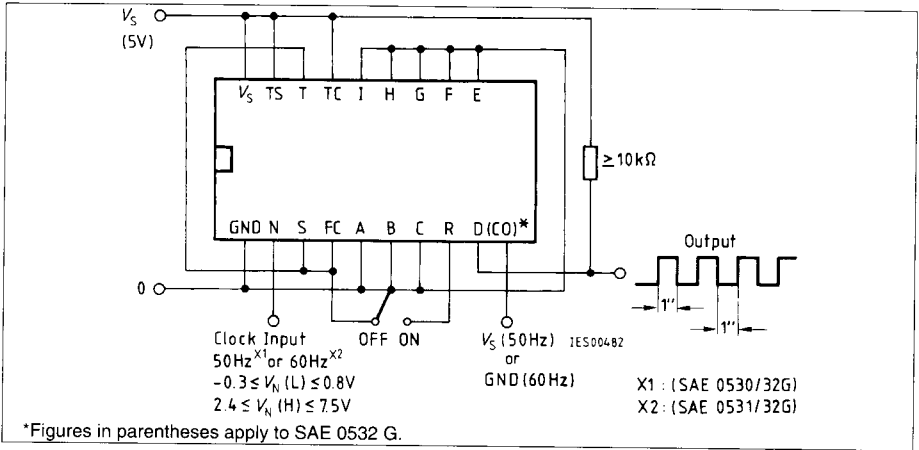 V_S
(5V)
V_S TS T TC I H G F E
≥10kΩ
GND N S FC A B C R D(CO)*
Output
0
1" 1"
Clock Input
50Hz^X1 or 60Hz^X2
-0.3 ≤ V_N (L) ≤ 0.8V
2.4 ≤ V_N (H) ≤ 7.5V
OFF ON
V_S (50Hz)
or
GND (60Hz)
IES00482
X1 : (SAE 0530/32G)
X2 : (SAE 0531/32G)
*Figures in parentheses apply to SAE 0532 G.